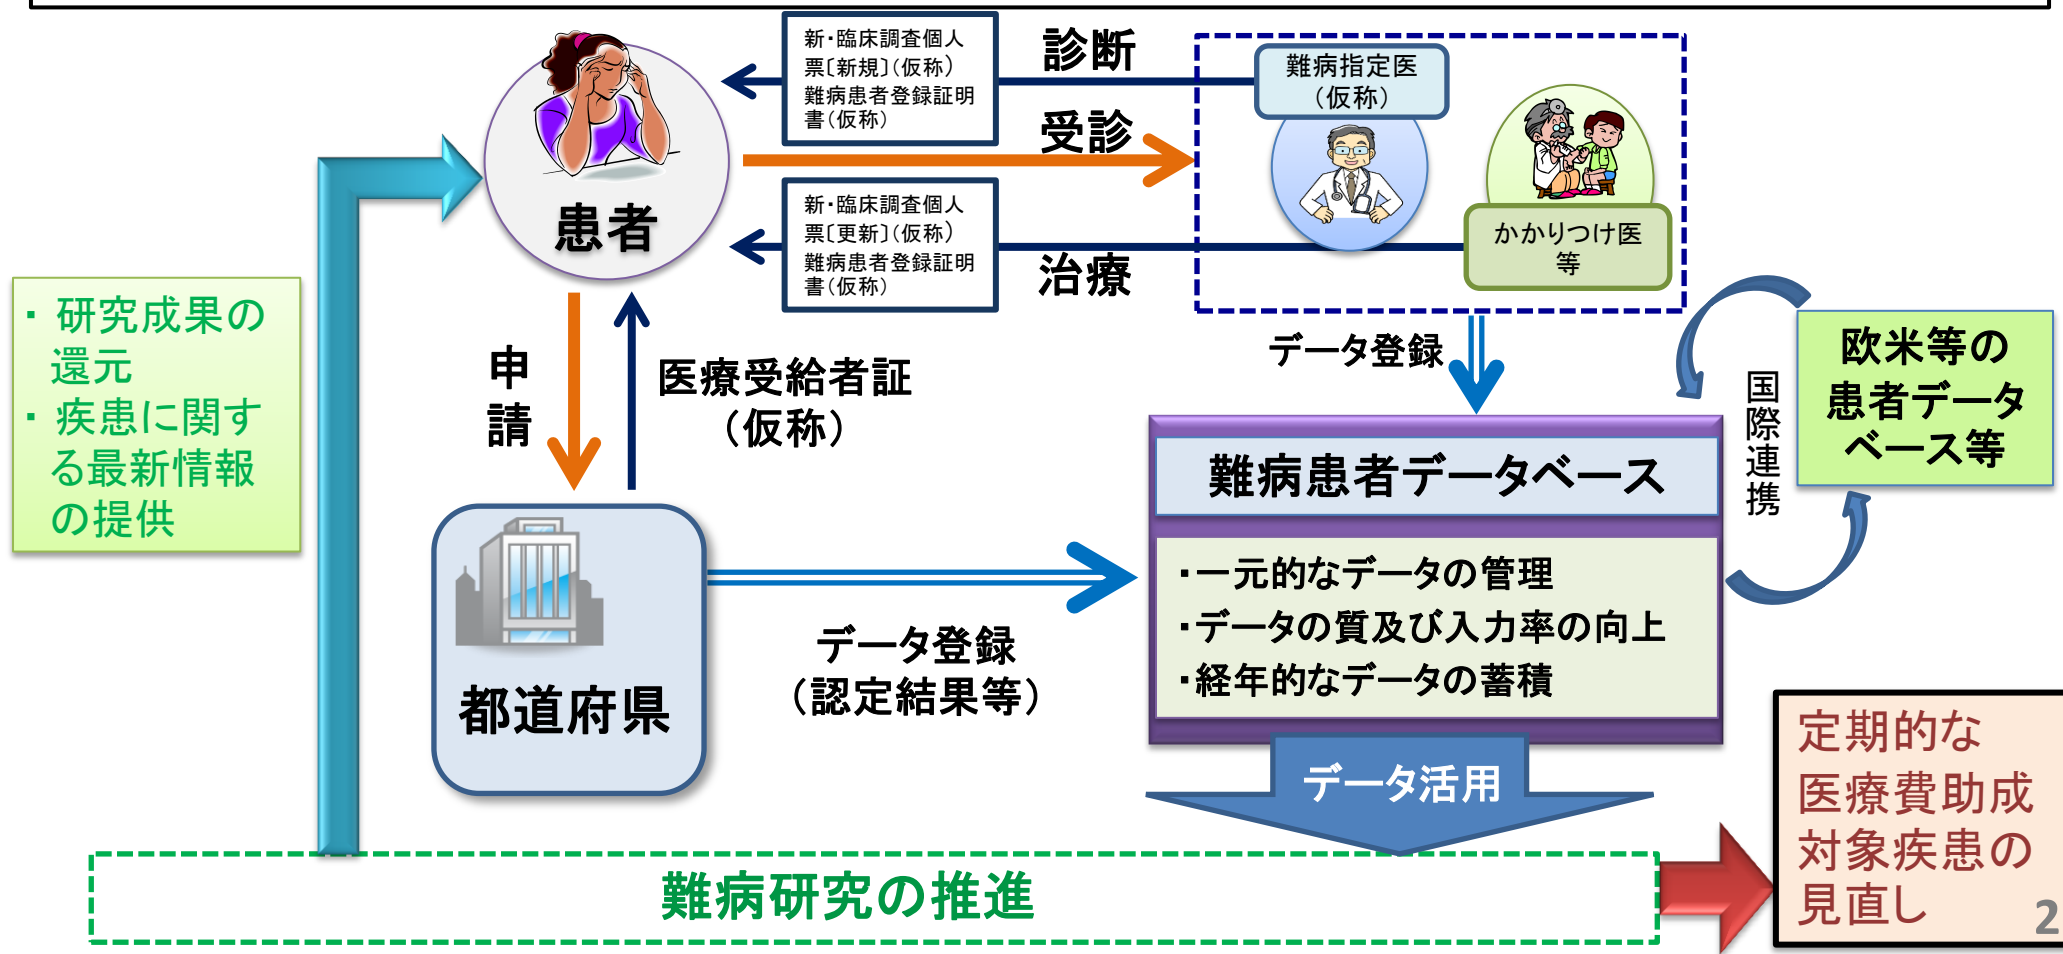 新・臨床調査個人
票〔新規〕(仮称)
難病患者登録証明
書(仮称)
診断
受診
難病指定医
(仮称)
かかりつけ医
等
患者
新・臨床調査個人
票〔更新〕(仮称)
難病患者登録証明
書(仮称)
治療
・研究成果の
還元
・疾患に関す
る最新情報
の提供
申
請
医療受給者証
(仮称)
データ登録
国際連携
欧米等の
患者データ
ベース等
難病患者データベース
・一元的なデータの管理
・データの質及び入力率の向上
・経年的なデータの蓄積
都道府県
データ登録
(認定結果等)
データ活用
難病研究の推進
定期的な
医療費助成
対象疾患の
見直し
2